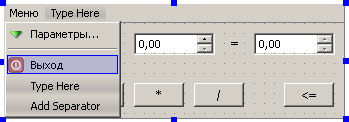 Меню Type Here
Параметры...
0,00 = 0,00
Выход
Type Here
* / <=
Add Separator